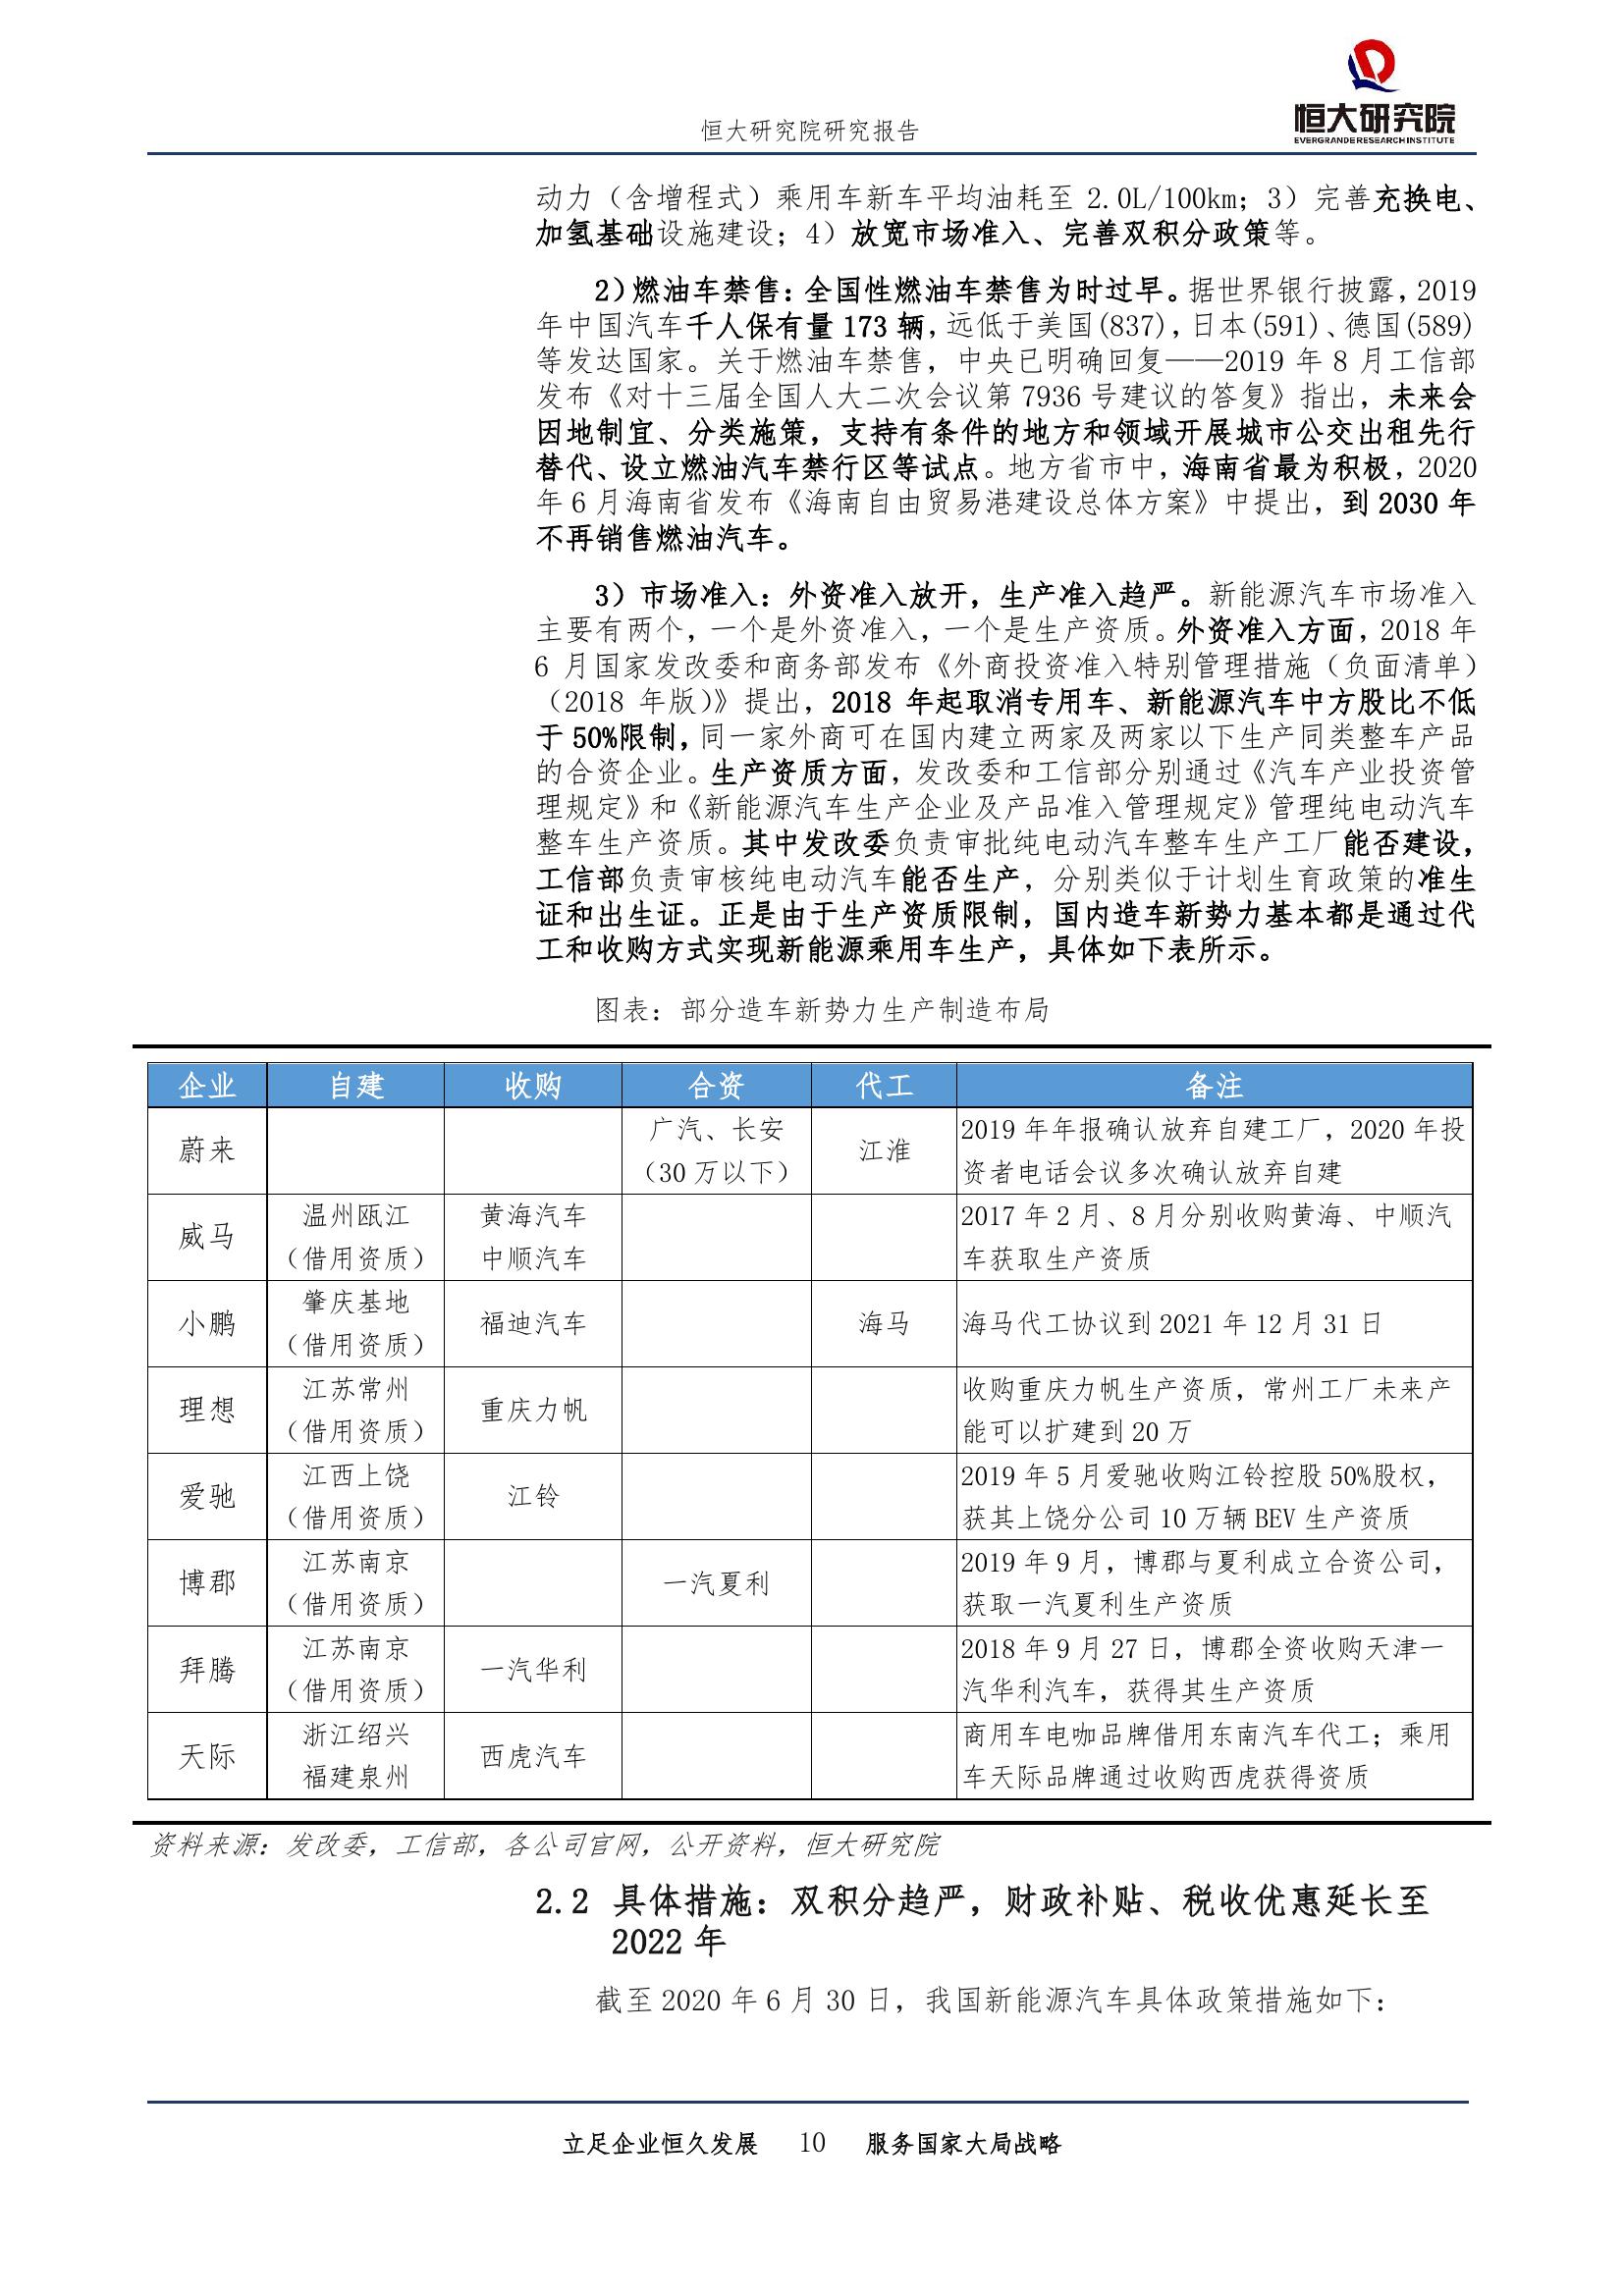 恒大研究院研究报告
恒大研究院
EVERGRANDE RESEARCH INSTITUTE
动力（含增程式）乘用车新车平均油耗至 2.0L/100km；3）完善充换电、
加氢基础设施建设；4）放宽市场准入、完善双积分政策等。
2）燃油车禁售：全国性燃油车禁售为时过早。据世界银行披露，2019
年中国汽车千人保有量 173 辆，远低于美国(837)，日本(591)、德国(589)
等发达国家。关于燃油车禁售，中央已明确回复——2019 年 8 月工信部
发布《对十三届全国人大二次会议第 7936 号建议的答复》指出，未来会
因地制宜、分类施策，支持有条件的地方和领域开展城市公交出租先行
替代、设立燃油汽车禁行区等试点。地方省市中，海南省最为积极，2020
年 6 月海南省发布《海南自由贸易港建设总体方案》中提出，到 2030 年
不再销售燃油汽车。
3）市场准入：外资准入放开，生产准入趋严。新能源汽车市场准入
主要有两个，一个是外资准入，一个是生产资质。外资准入方面，2018 年
6 月国家发改委和商务部发布《外商投资准入特别管理措施（负面清单）
（2018 年版）》提出，2018 年起取消专用车、新能源汽车中方股比不低
于 50%限制，同一家外商可在国内建立两家及两家以下生产同类整车产品
的合资企业。生产资质方面，发改委和工信部分别通过《汽车产业投资管
理规定》和《新能源汽车生产企业及产品准入管理规定》管理纯电动汽车
整车生产资质。其中发改委负责审批纯电动汽车整车生产工厂能否建设，
工信部负责审核纯电动汽车能否生产，分别类似于计划生育政策的准生
证和出生证。正是由于生产资质限制，国内造车新势力基本都是通过代
工和收购方式实现新能源乘用车生产，具体如下表所示。
图表：部分造车新势力生产制造布局
企业 自建 收购 合资 代工 备注
蔚来 广汽、长安 江淮 2019 年年报确认放弃自建工厂，2020 年投
（30 万以下） 资者电话会议多次确认放弃自建
威马 温州瓯江 黄海汽车 2017 年 2 月、8 月分别收购黄海、中顺汽
（借用资质） 中顺汽车 车获取生产资质
小鹏 肇庆基地 福迪汽车 海马 海马代工协议到 2021 年 12 月 31 日
（借用资质）
理想 江苏常州 重庆力帆 收购重庆力帆生产资质，常州工厂未来产
（借用资质） 能可以扩建到 20 万
爱驰 江西上饶 江铃 2019 年 5 月爱驰收购江铃控股 50%股权，
（借用资质） 获其上饶分公司 10 万辆 BEV 生产资质
博郡 江苏南京 一汽夏利 2019 年 9 月，博郡与夏利成立合资公司，
（借用资质） 获取一汽夏利生产资质
拜腾 江苏南京 一汽华利 2018 年 9 月 27 日，博郡全资收购天津一
（借用资质） 汽华利汽车，获得其生产资质
天际 浙江绍兴 西虎汽车 商用车电咖品牌借用东南汽车代工；乘用
福建泉州 车天际品牌通过收购西虎获得资质
资料来源：发改委，工信部，各公司官网，公开资料，恒大研究院
2.2 具体措施：双积分趋严，财政补贴、税收优惠延长至
2022 年
截至 2020 年 6 月 30 日，我国新能源汽车具体政策措施如下：
立足企业恒久发展 10 服务国家大局战略